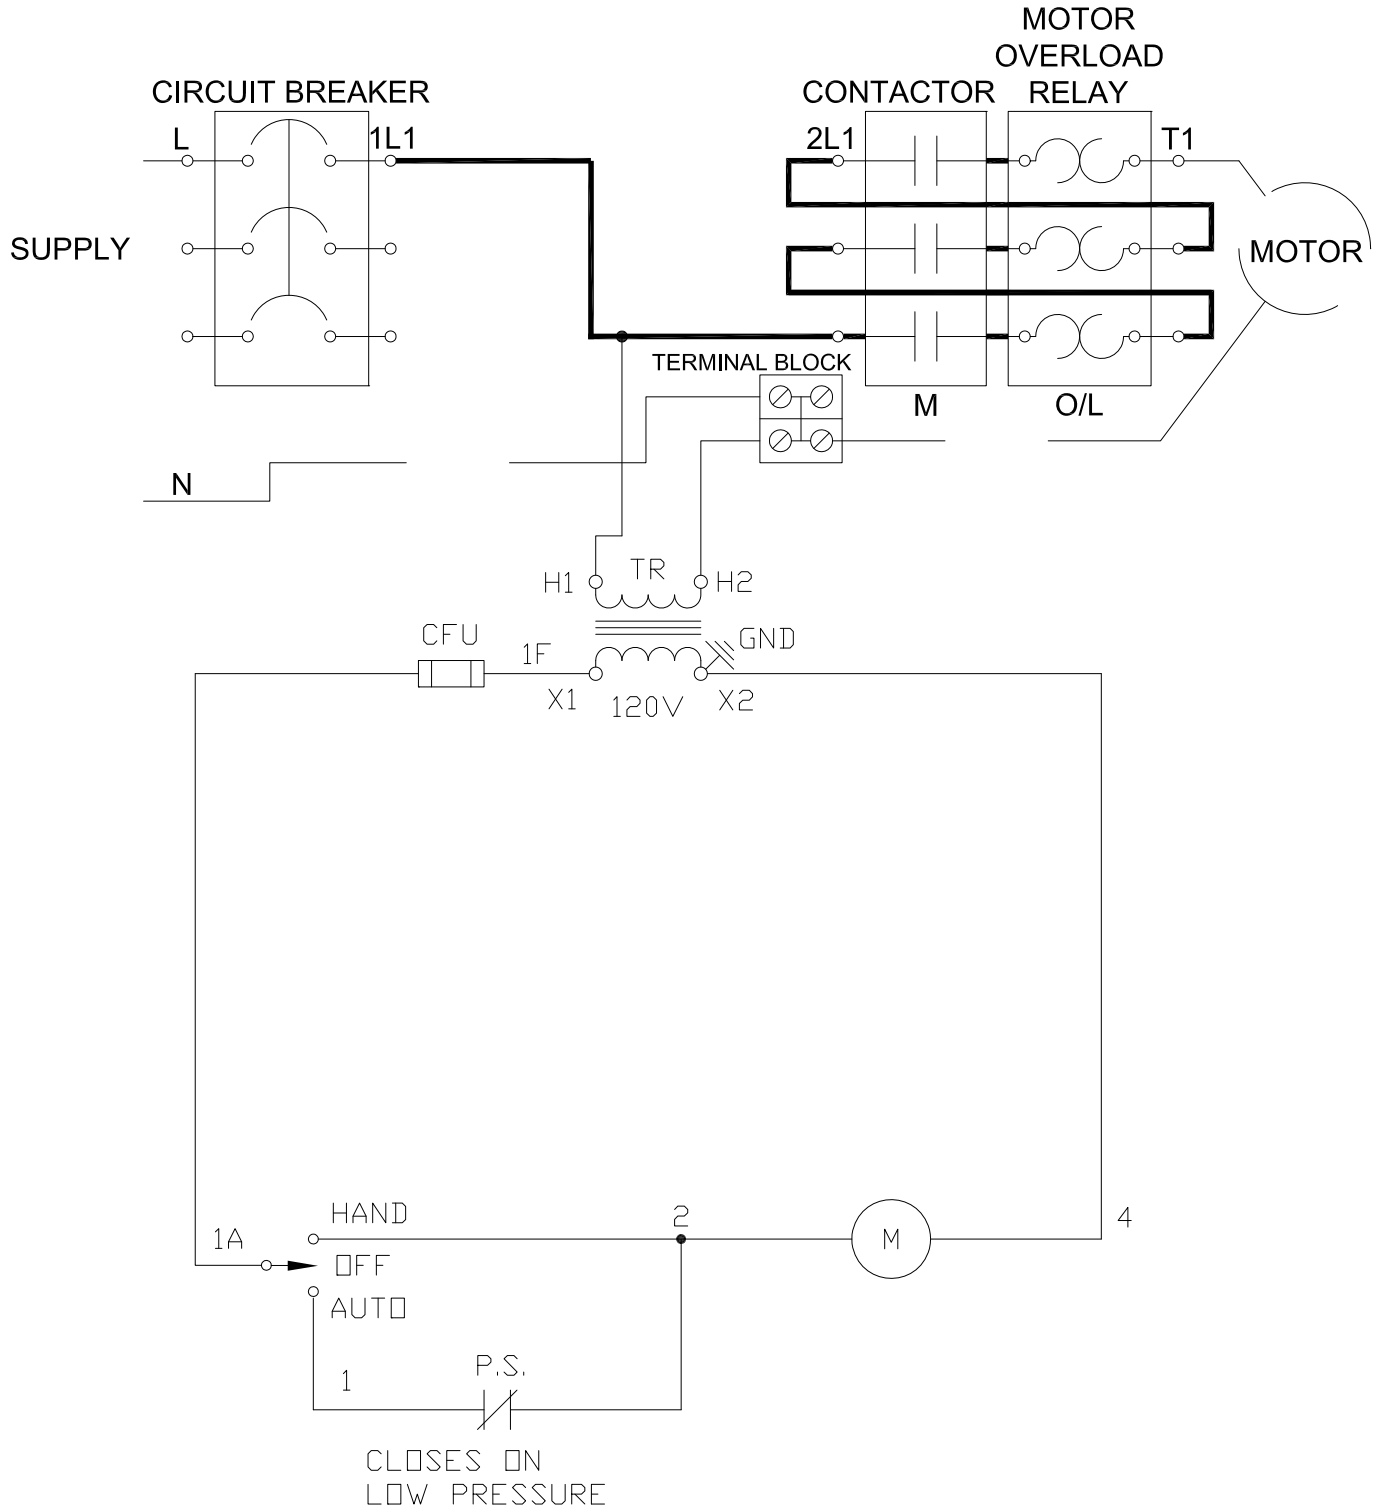 MOTOR
OVERLOAD
RELAY
CIRCUIT BREAKER
CONTACTOR
L
1L1
2L1
T1
SUPPLY
MOTOR
TERMINAL BLOCK
M
O/L
N
H1
TR
H2
CFU
1F
GND
X1
120V
X2
HAND
2
4
1A
M
OFF
AUTO
P.S.
1
CLOSES ON
LOW PRESSURE